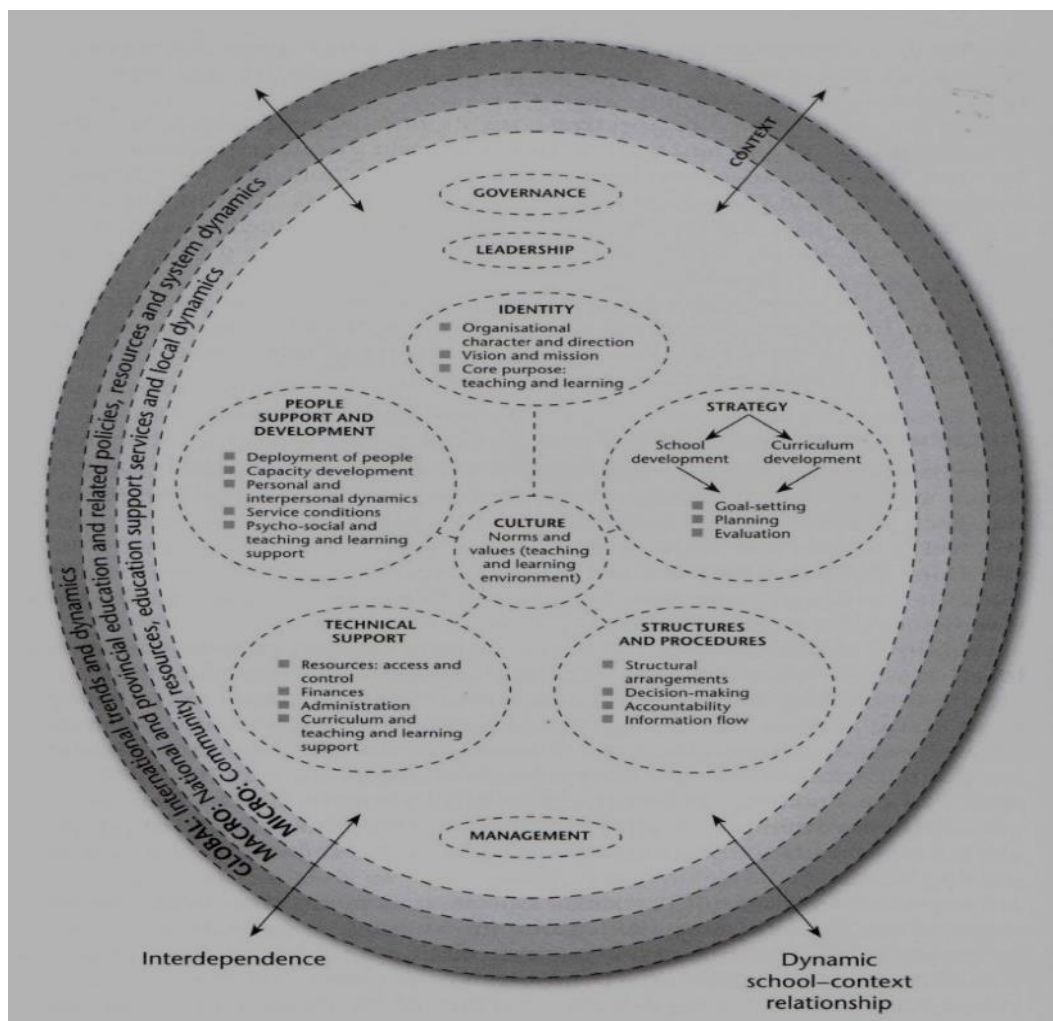 CONTEXT
GOVERNANCE
LEADERSHIP
IDENTITY
Organisational
character and direction
Vision and mission
Core purpose:
teaching and learning
PEOPLE
SUPPORT AND
DEVELOPMENT
Deployment of people
Capacity development
Personal and
interpersonal dynamics
Service conditions
Psycho-social and
teaching and learning
support
STRATEGY
School
development
Curriculum
development
Goal-setting
Planning
Evaluation
CULTURE
Norms and
values (teaching
and learning
environment)
TECHNICAL
SUPPORT
Resources: access and
control
Finances
Administration
Curriculum and
teaching and learning
support
STRUCTURES
AND PROCEDURES
Structural
arrangements
Decision-making
Accountability
Information flow
MANAGEMENT
GLOBAL: International trends and dynamics
MACRO: National and provincial education and related policies, resources and system dynamics
MICRO: Community resources, education support services and local dynamics
Interdependence
Dynamic
school–context
relationship